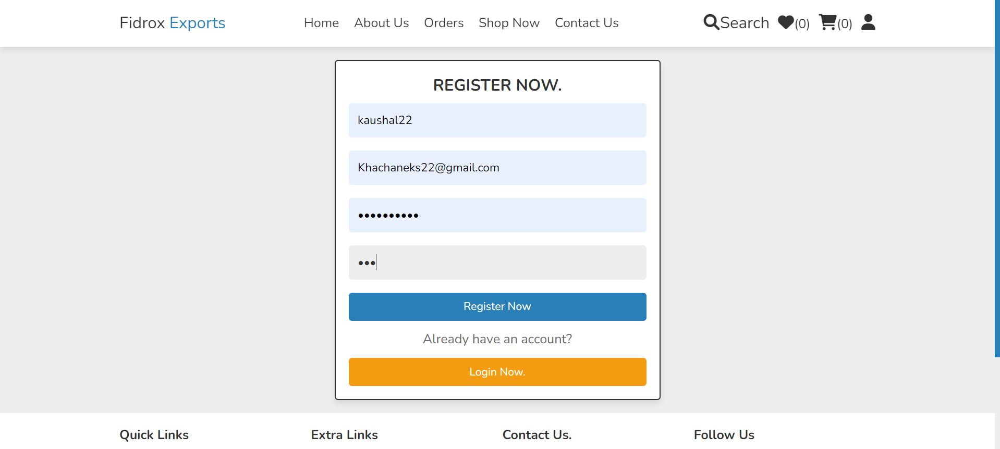 Fidrox Exports Home About Us Orders Shop Now Contact Us Search (0) (0)
REGISTER NOW.
kaushal22
Khachaneks22@gmail.com
••••••••••
•••
Register Now
Already have an account?
Login Now.
Quick Links Extra Links Contact Us. Follow Us